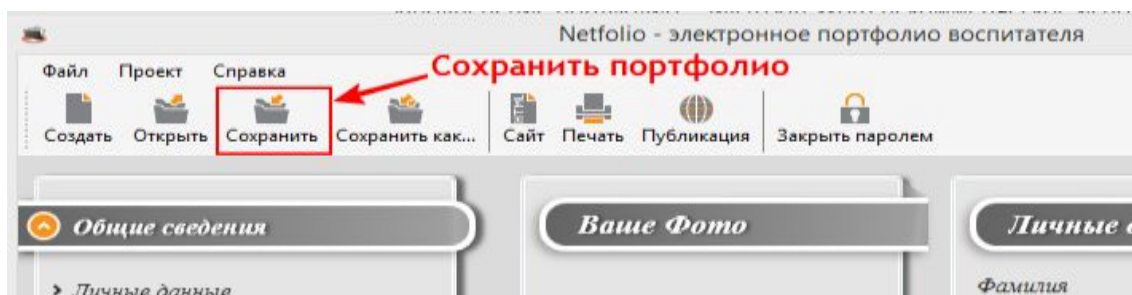 Netfolio - электронное портфолио воспитателя
Файл Проект Справка
Сохранить портфолио
Создать Открыть Сохранить Сохранить как... Сайт Печать Публикация Закрыть паролем
Общие сведения
Ваше Фото
Личные
Личные данные
Фамилия